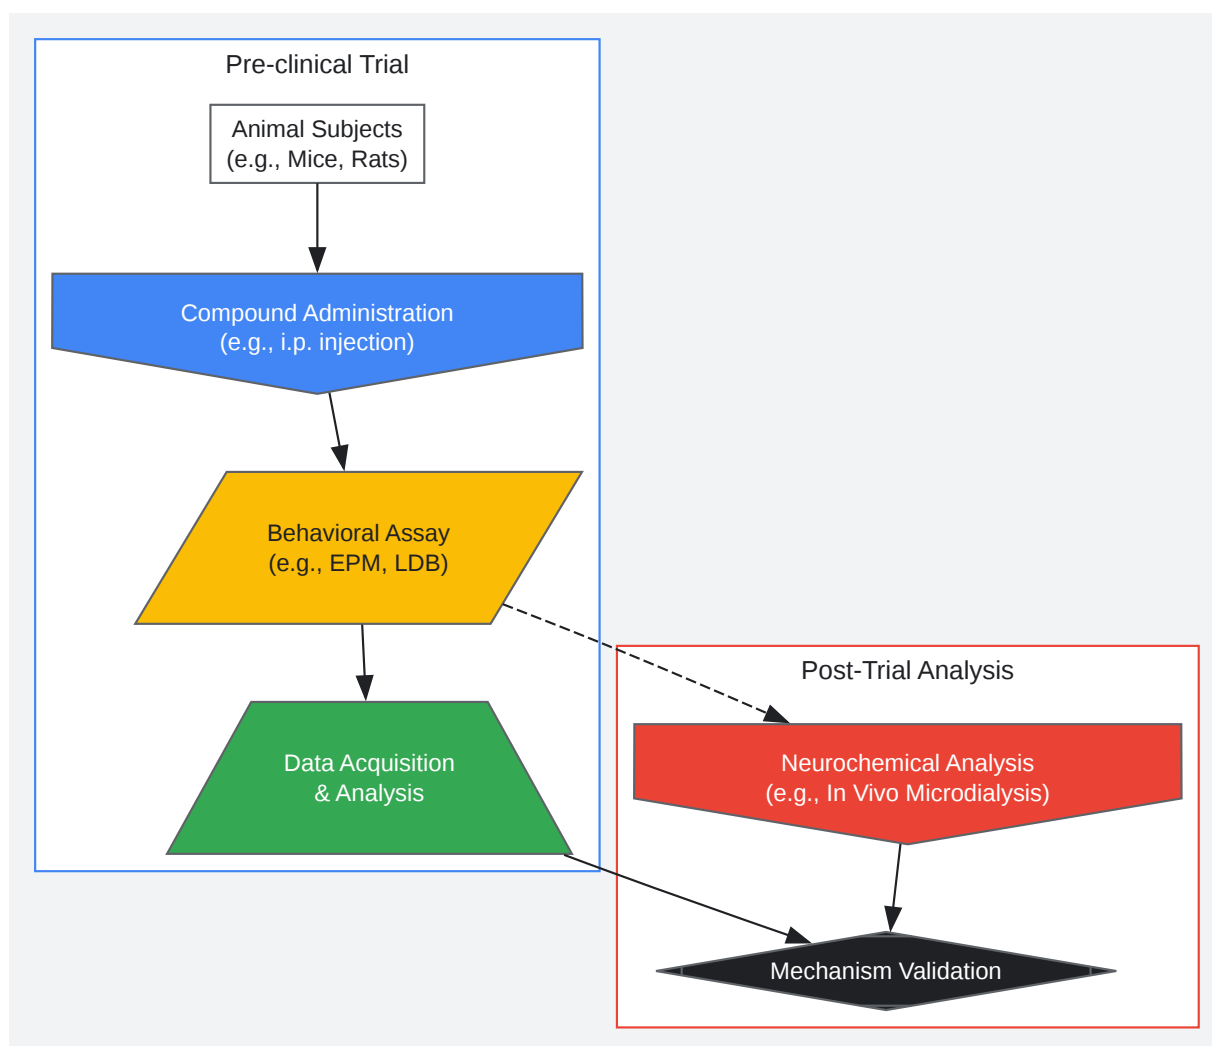 Pre-clinical Trial
Animal Subjects
(e.g., Mice, Rats)
Compound Administration
(e.g., i.p. injection)
Behavioral Assay
(e.g., EPM, LDB)
Data Acquisition
& Analysis
Post-Trial Analysis
Neurochemical Analysis
(e.g., In Vivo Microdialysis)
Mechanism Validation